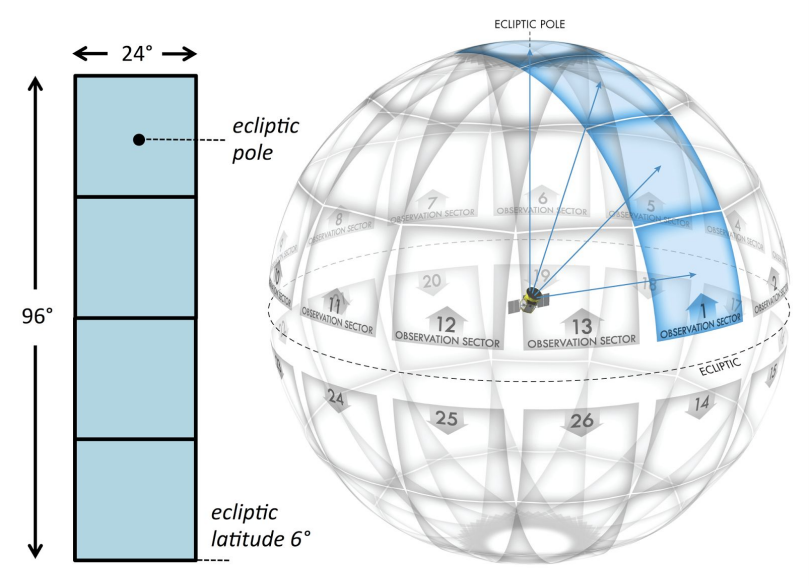 24°
ecliptic
pole
96°
ecliptic
latitude 6°
ECLIPTIC POLE
7
OBSERVATION SECTOR
6
OBSERVATION SECTOR
5
OBSERVATION SECTOR
8
OBSERVATION SECTOR
4
OBSERVATION SECTOR
20
19
18
17
2
OBSERVATION SECTOR
11
OBSERVATION SECTOR
12
OBSERVATION SECTOR
13
OBSERVATION SECTOR
1
OBSERVATION SECTOR
ECLIPTIC
24
25
26
14
15